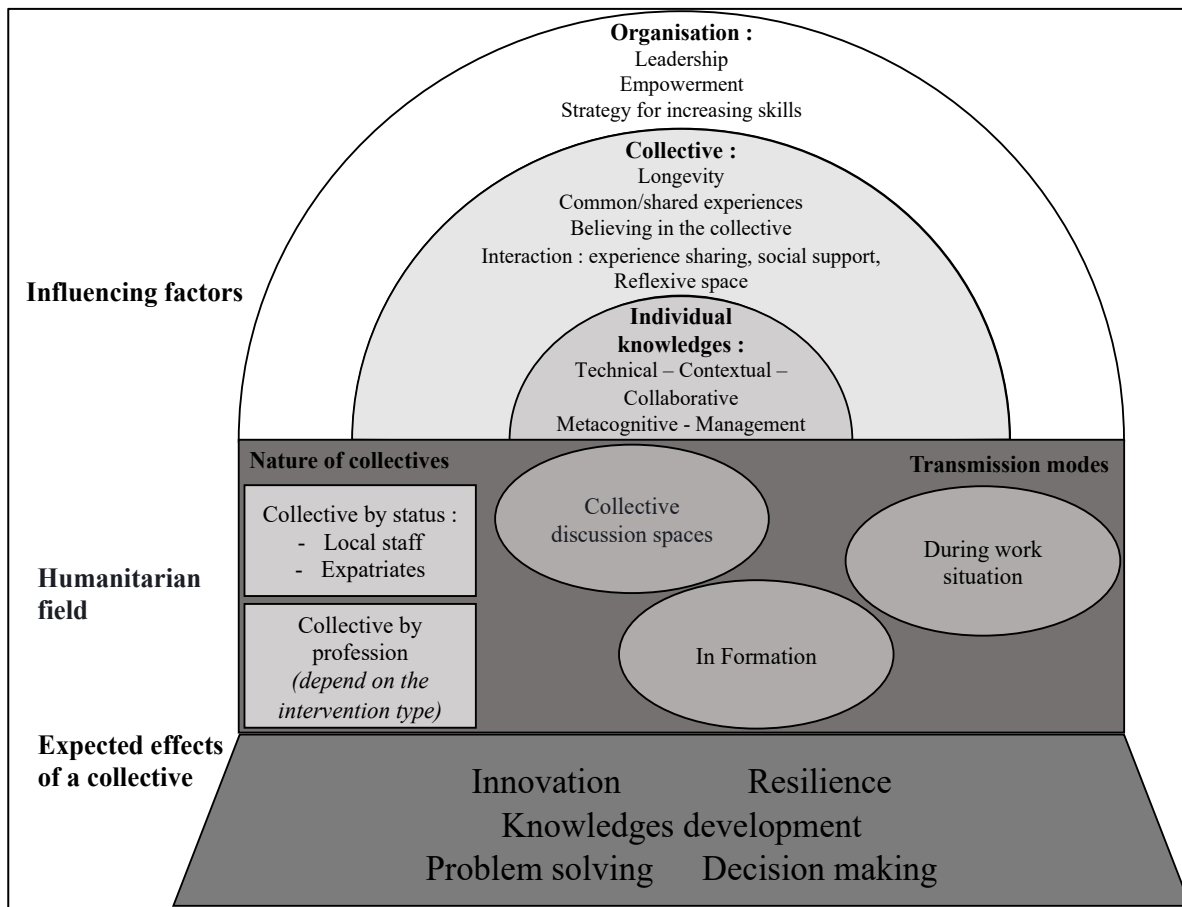 Organisation :
Leadership
Empowerment
Strategy for increasing skills
Collective :
Longevity
Common/shared experiences
Believing in the collective
Interaction : experience sharing, social support,
Reflexive space
Influencing factors
Individual
knowledges :
Technical – Contextual –
Collaborative
Metacognitive - Management
Nature of collectives
Transmission modes
Collective by status :
- Local staff
- Expatriates
Collective
discussion spaces
During work
situation
Humanitarian
field
Collective by
profession
(depend on the
intervention type)
In Formation
Expected effects
of a collective
Innovation Resilience
Knowledges development
Problem solving Decision making